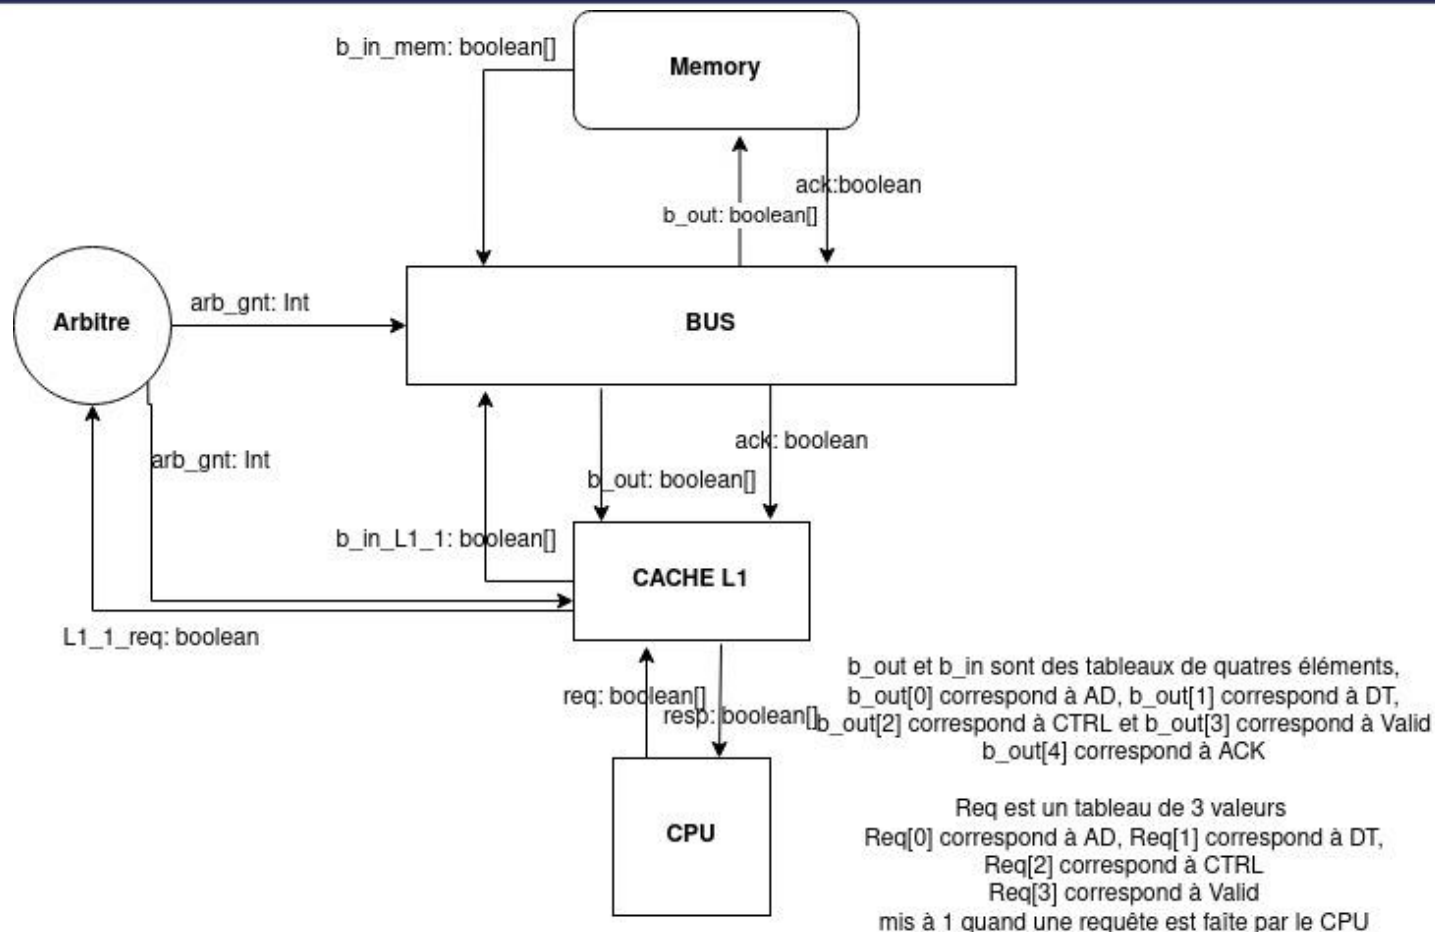 b_in_mem: boolean[]
Memory
ack:boolean
b_out: boolean[]
arb_gnt: Int
Arbitre
BUS
ack: boolean
arb_gnt: Int
b_out: boolean[]
b_in_L1_1: boolean[]
CACHE L1
L1_1_req: boolean
req: boolean[]
resp: boolean[]
CPU
b_out et b_in sont des tableaux de quatres éléments,
b_out[0] correspond à AD, b_out[1] correspond à DT,
b_out[2] correspond à CTRL et b_out[3] correspond à Valid
b_out[4] correspond à ACK
Req est un tableau de 3 valeurs
Req[0] correspond à AD, Req[1] correspond à DT,
Req[2] correspond à CTRL
Req[3] correspond à Valid
mis à 1 quand une requête est faîte par le CPU